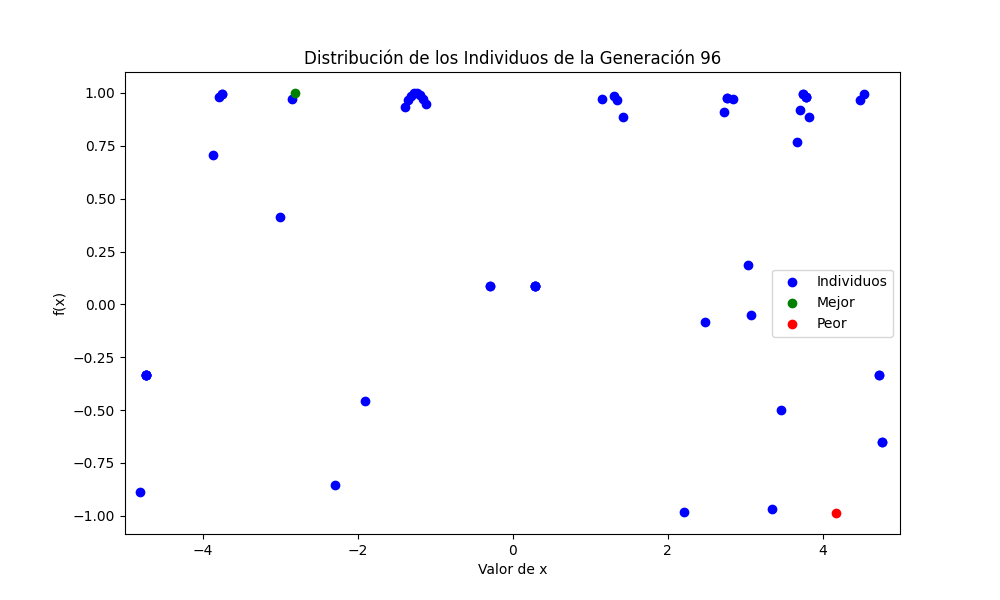 Distribución de los Individuos de la Generación 96
1.00
0.75
0.50
0.25
0.00
−0.25
−0.50
−0.75
−1.00
f(x)
Individuos
Mejor
Peor
−4
−2
0
2
4
Valor de x